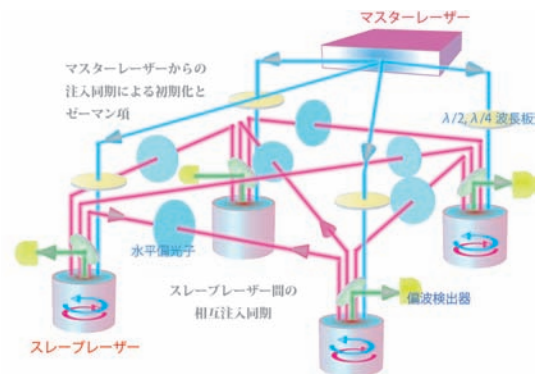 マスターレーザー
マスターレーザーからの
注入同期による初期化と
ゼーマン項
λ/2, λ/4 波長板
水平偏光子
スレーブレーザー間の
相互注入同期
偏波検出器
スレーブレーザー